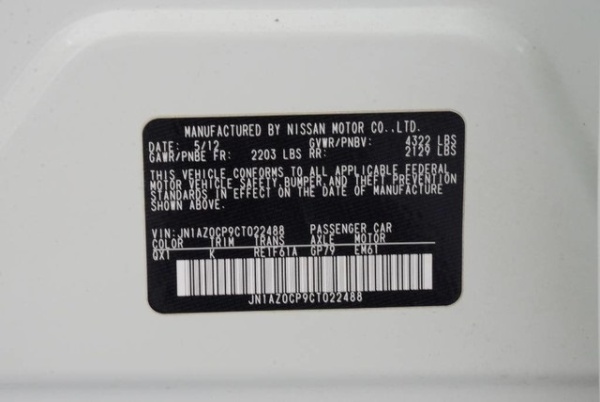 MANUFACTURED BY NISSAN MOTOR CO.,LTD.
DATE: 5/12 GVWR/PNBV: 4322 LBS
GAWR/PNBE FR: 2203 LBS RR: 2129 LBS
THIS VEHICLE CONFORMS TO ALL APPLICABLE FEDERAL
MOTOR VEHICLE SAFETY,BUMPER AND THEFT PREVENTION
STANDARDS IN EFFECT ON THE DATE OF MANUFACTURE
SHOWN ABOVE.
VIN:JN1AZ0CP9CT022488 PASSENGER CAR
COLOR TRIM TRANS AXLE MOTOR
QX1 K RE1F61A GP79 EM61
JN1AZ0CP9CT022488